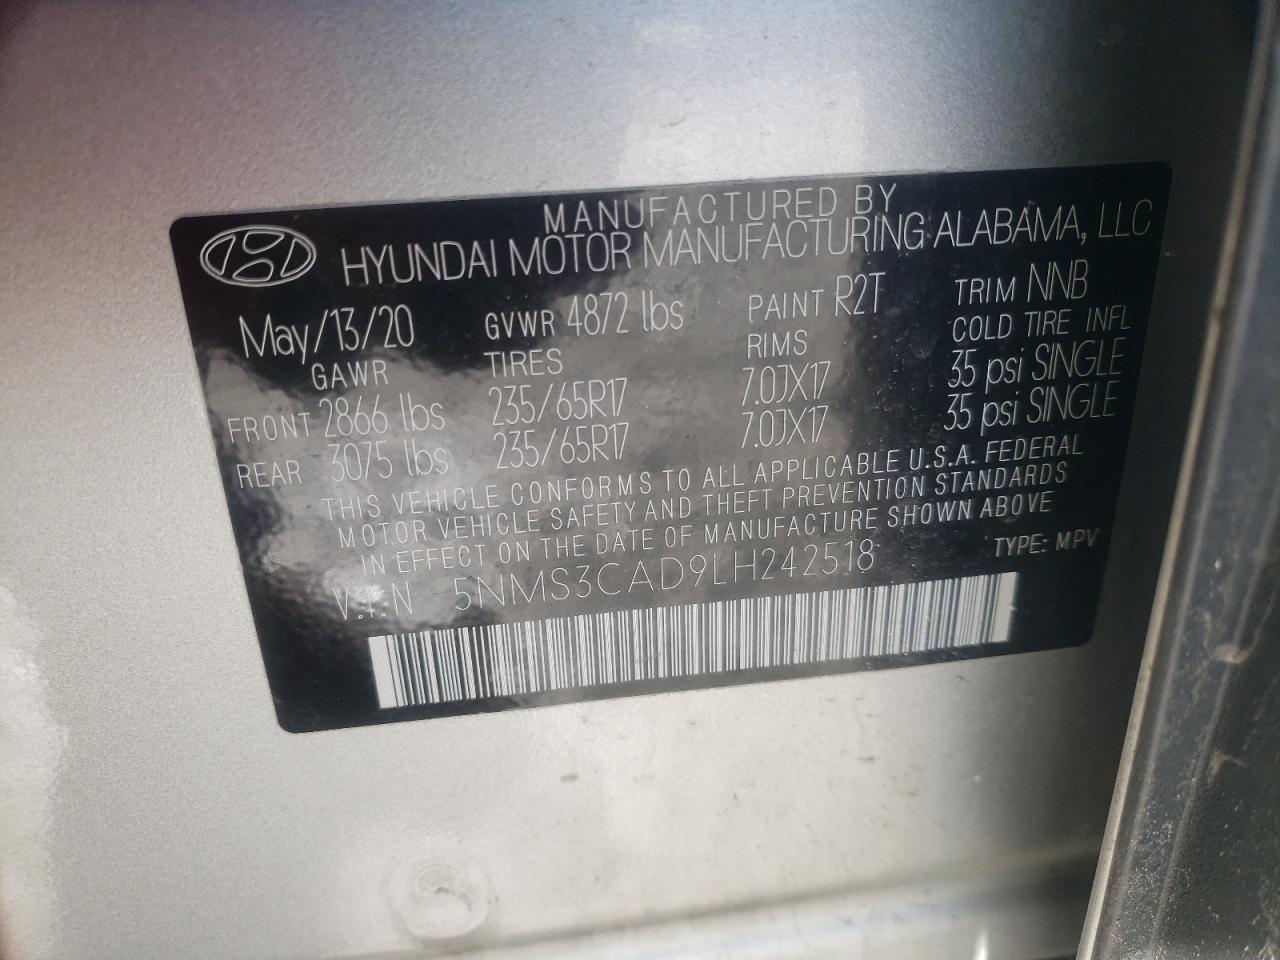 MANUFACTURED BY
HYUNDAI MOTOR MANUFACTURING ALABAMA, LLC
May/13/20 GVWR 4872 lbs PAINT R2T TRIM NNB
GAWR TIRES RIMS COLD TIRE INFL
FRONT 2866 lbs 235/65R17 7.0JX17 35 psi SINGLE
REAR 3075 lbs 235/65R17 7.0JX17 35 psi SINGLE
THIS VEHICLE CONFORMS TO ALL APPLICABLE U.S.A. FEDERAL
MOTOR VEHICLE SAFETY AND THEFT PREVENTION STANDARDS
IN EFFECT ON THE DATE OF MANUFACTURE SHOWN ABOVE
V.I.N 5NMS3CAD9LH242518 TYPE: MPV